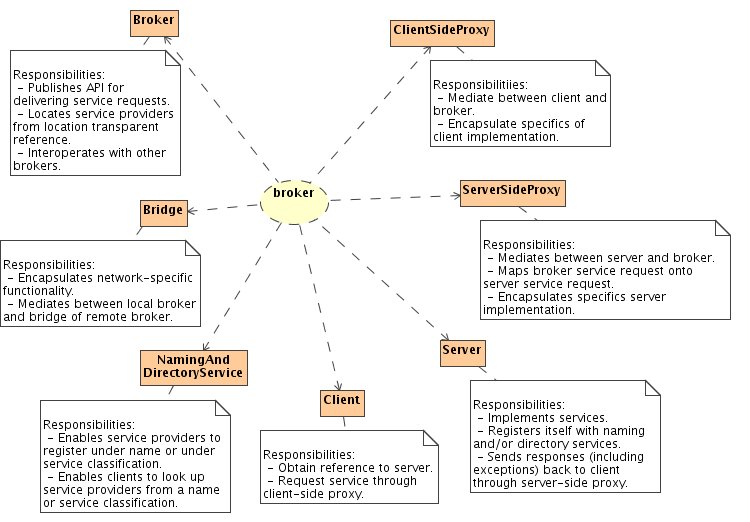 Broker
Responsibilities:
- Publishes API for
delivering service requests.
- Locates service providers
from location transparent
reference.
- Interoperates with other
brokers.
ClientSideProxy
Responsibilitiies:
- Mediate between client and
broker.
- Encapsulate specifics of
client implementation.
broker
Bridge
Responsibilities:
- Encapsulates network-specific
functionality.
- Mediates between local broker
and bridge of remote broker.
ServerSideProxy
Responsibilities:
- Mediates between server and broker.
- Maps broker service request onto
server service request.
- Encapsulates specifics server
implementation.
NamingAnd
DirectoryService
Responsibilities:
- Enables service providers to
register under name or under
service classification.
- Enables clients to look up
service providers from a name
or service classification.
Client
Responsibilities:
- Obtain reference to server.
- Request service through
client-side proxy.
Server
Responsibilities:
- Implements services.
- Registers itself with naming
and/or directory services.
- Sends responses (including
exceptions) back to client
through server-side proxy.